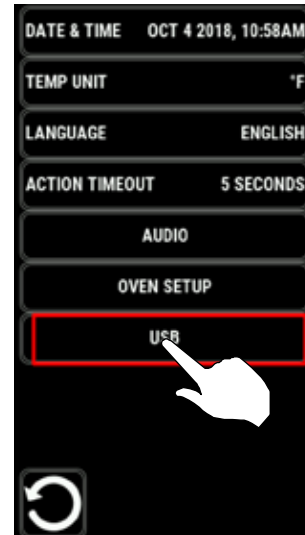 DATE & TIME OCT 4 2018, 10:58AM
TEMP UNIT °F
LANGUAGE ENGLISH
ACTION TIMEOUT 5 SECONDS
AUDIO
OVEN SETUP
USB